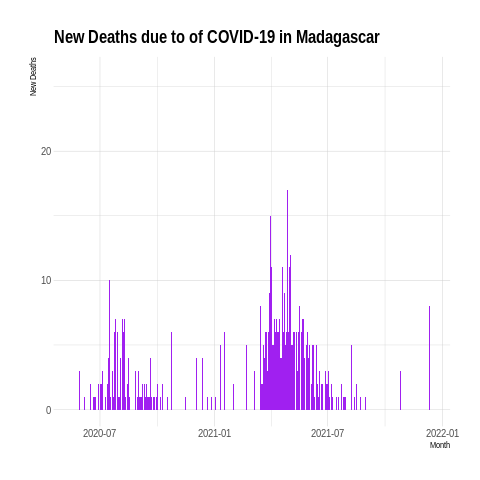 New Deaths due to of COVID-19 in Madagascar
New Deaths
20
10
0
2020-07 2021-01 2021-07 2022-01
Month